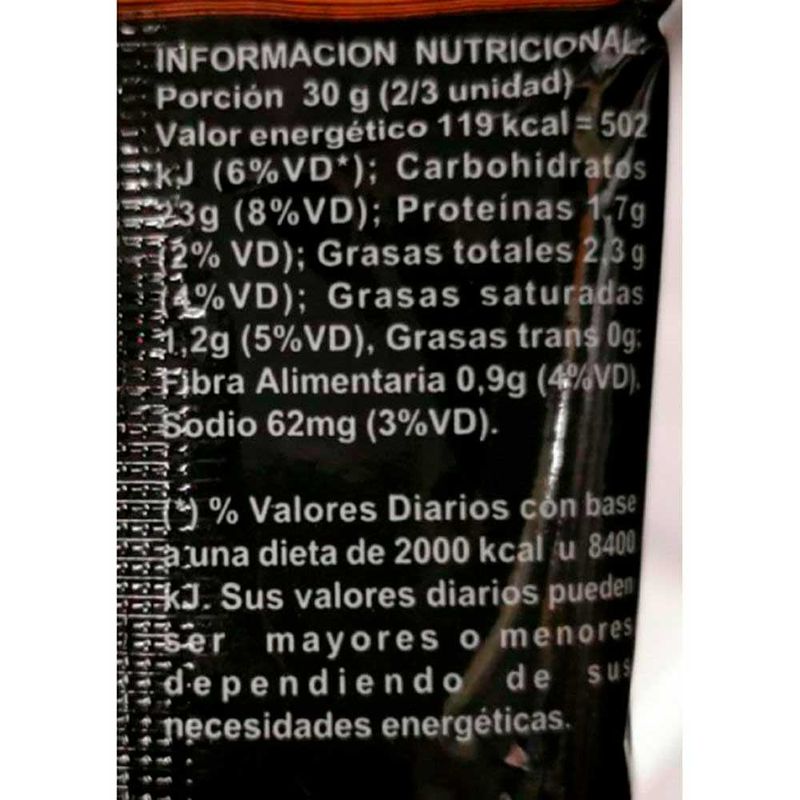 INFORMACION NUTRICIONAL:
Porción 30 g (2/3 unidad)
Valor energético 119 kcal = 502
kJ (6%VD*); Carbohidratos
23g (8%VD); Proteínas 1,7g
(2% VD); Grasas totales 2,3 g
(4%VD); Grasas saturadas
1,2g (5%VD), Grasas trans 0g;
Fibra Alimentaria 0,9g (4%VD).
Sodio 62mg (3%VD).
(*) % Valores Diarios con base
a una dieta de 2000 kcal u 8400
kJ. Sus valores diarios pueden
ser mayores o menores
dependiendo de sus
necesidades energéticas.